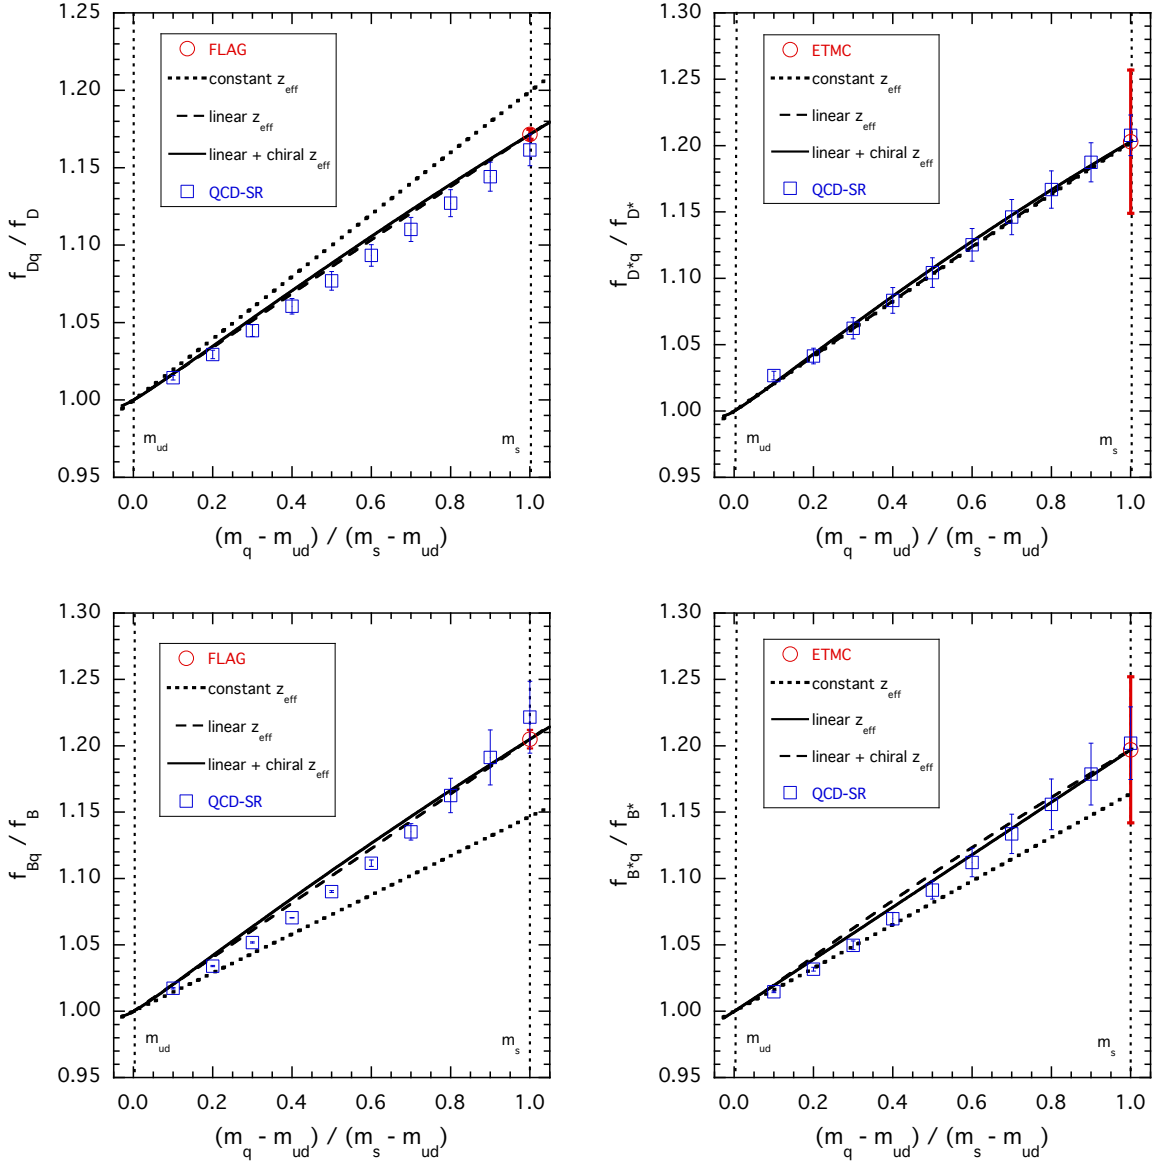 1.25
1.20
1.15
1.10
1.05
1.00
0.95
f_Dq / f_D
FLAG
constant z_eff
linear z_eff
linear + chiral z_eff
QCD-SR
m_ud
m_s
0.0 0.2 0.4 0.6 0.8 1.0
(m_q - m_ud) / (m_s - m_ud)
1.30
1.25
1.20
1.15
1.10
1.05
1.00
0.95
f_D*q / f_D*
ETMC
constant z_eff
linear z_eff
linear + chiral z_eff
QCD-SR
m_ud
m_s
0.0 0.2 0.4 0.6 0.8 1.0
(m_q - m_ud) / (m_s - m_ud)
1.30
1.25
1.20
1.15
1.10
1.05
1.00
0.95
f_Bq / f_B
FLAG
constant z_eff
linear z_eff
linear + chiral z_eff
QCD-SR
m_ud
m_s
0.0 0.2 0.4 0.6 0.8 1.0
(m_q - m_ud) / (m_s - m_ud)
1.30
1.25
1.20
1.15
1.10
1.05
1.00
0.95
f_B*q / f_B*
ETMC
constant z_eff
linear z_eff
linear + chiral z_eff
QCD-SR
m_ud
m_s
0.0 0.2 0.4 0.6 0.8 1.0
(m_q - m_ud) / (m_s - m_ud)